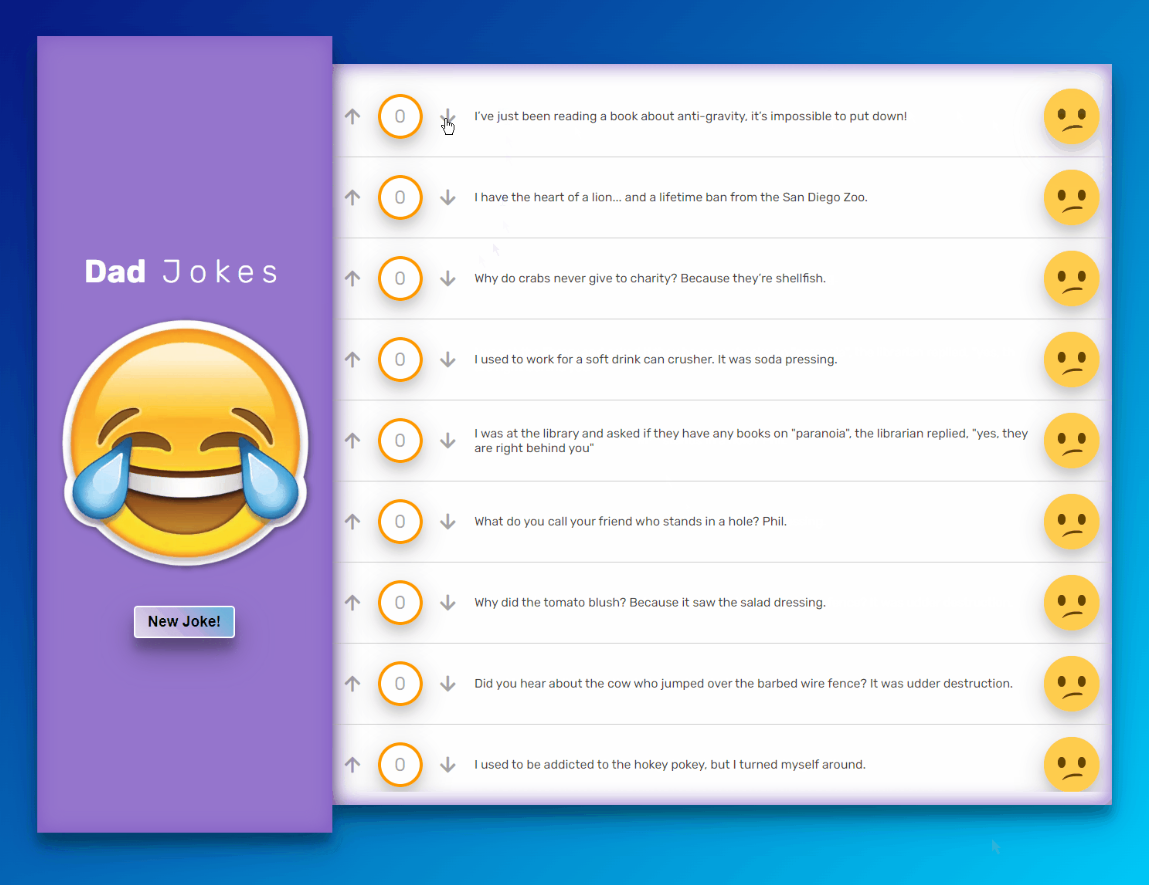 Dad Jokes
New Joke!
0
I've just been reading a book about anti-gravity, it's impossible to put down!
0
I have the heart of a lion... and a lifetime ban from the San Diego Zoo.
0
Why do crabs never give to charity? Because they're shellfish.
0
I used to work for a soft drink can crusher. It was soda pressing.
0
I was at the library and asked if they have any books on "paranoia", the librarian replied, "yes, they
are right behind you"
0
What do you call your friend who stands in a hole? Phil.
0
Why did the tomato blush? Because it saw the salad dressing.
0
Did you hear about the cow who jumped over the barbed wire fence? It was udder destruction.
0
I used to be addicted to the hokey pokey, but I turned myself around.